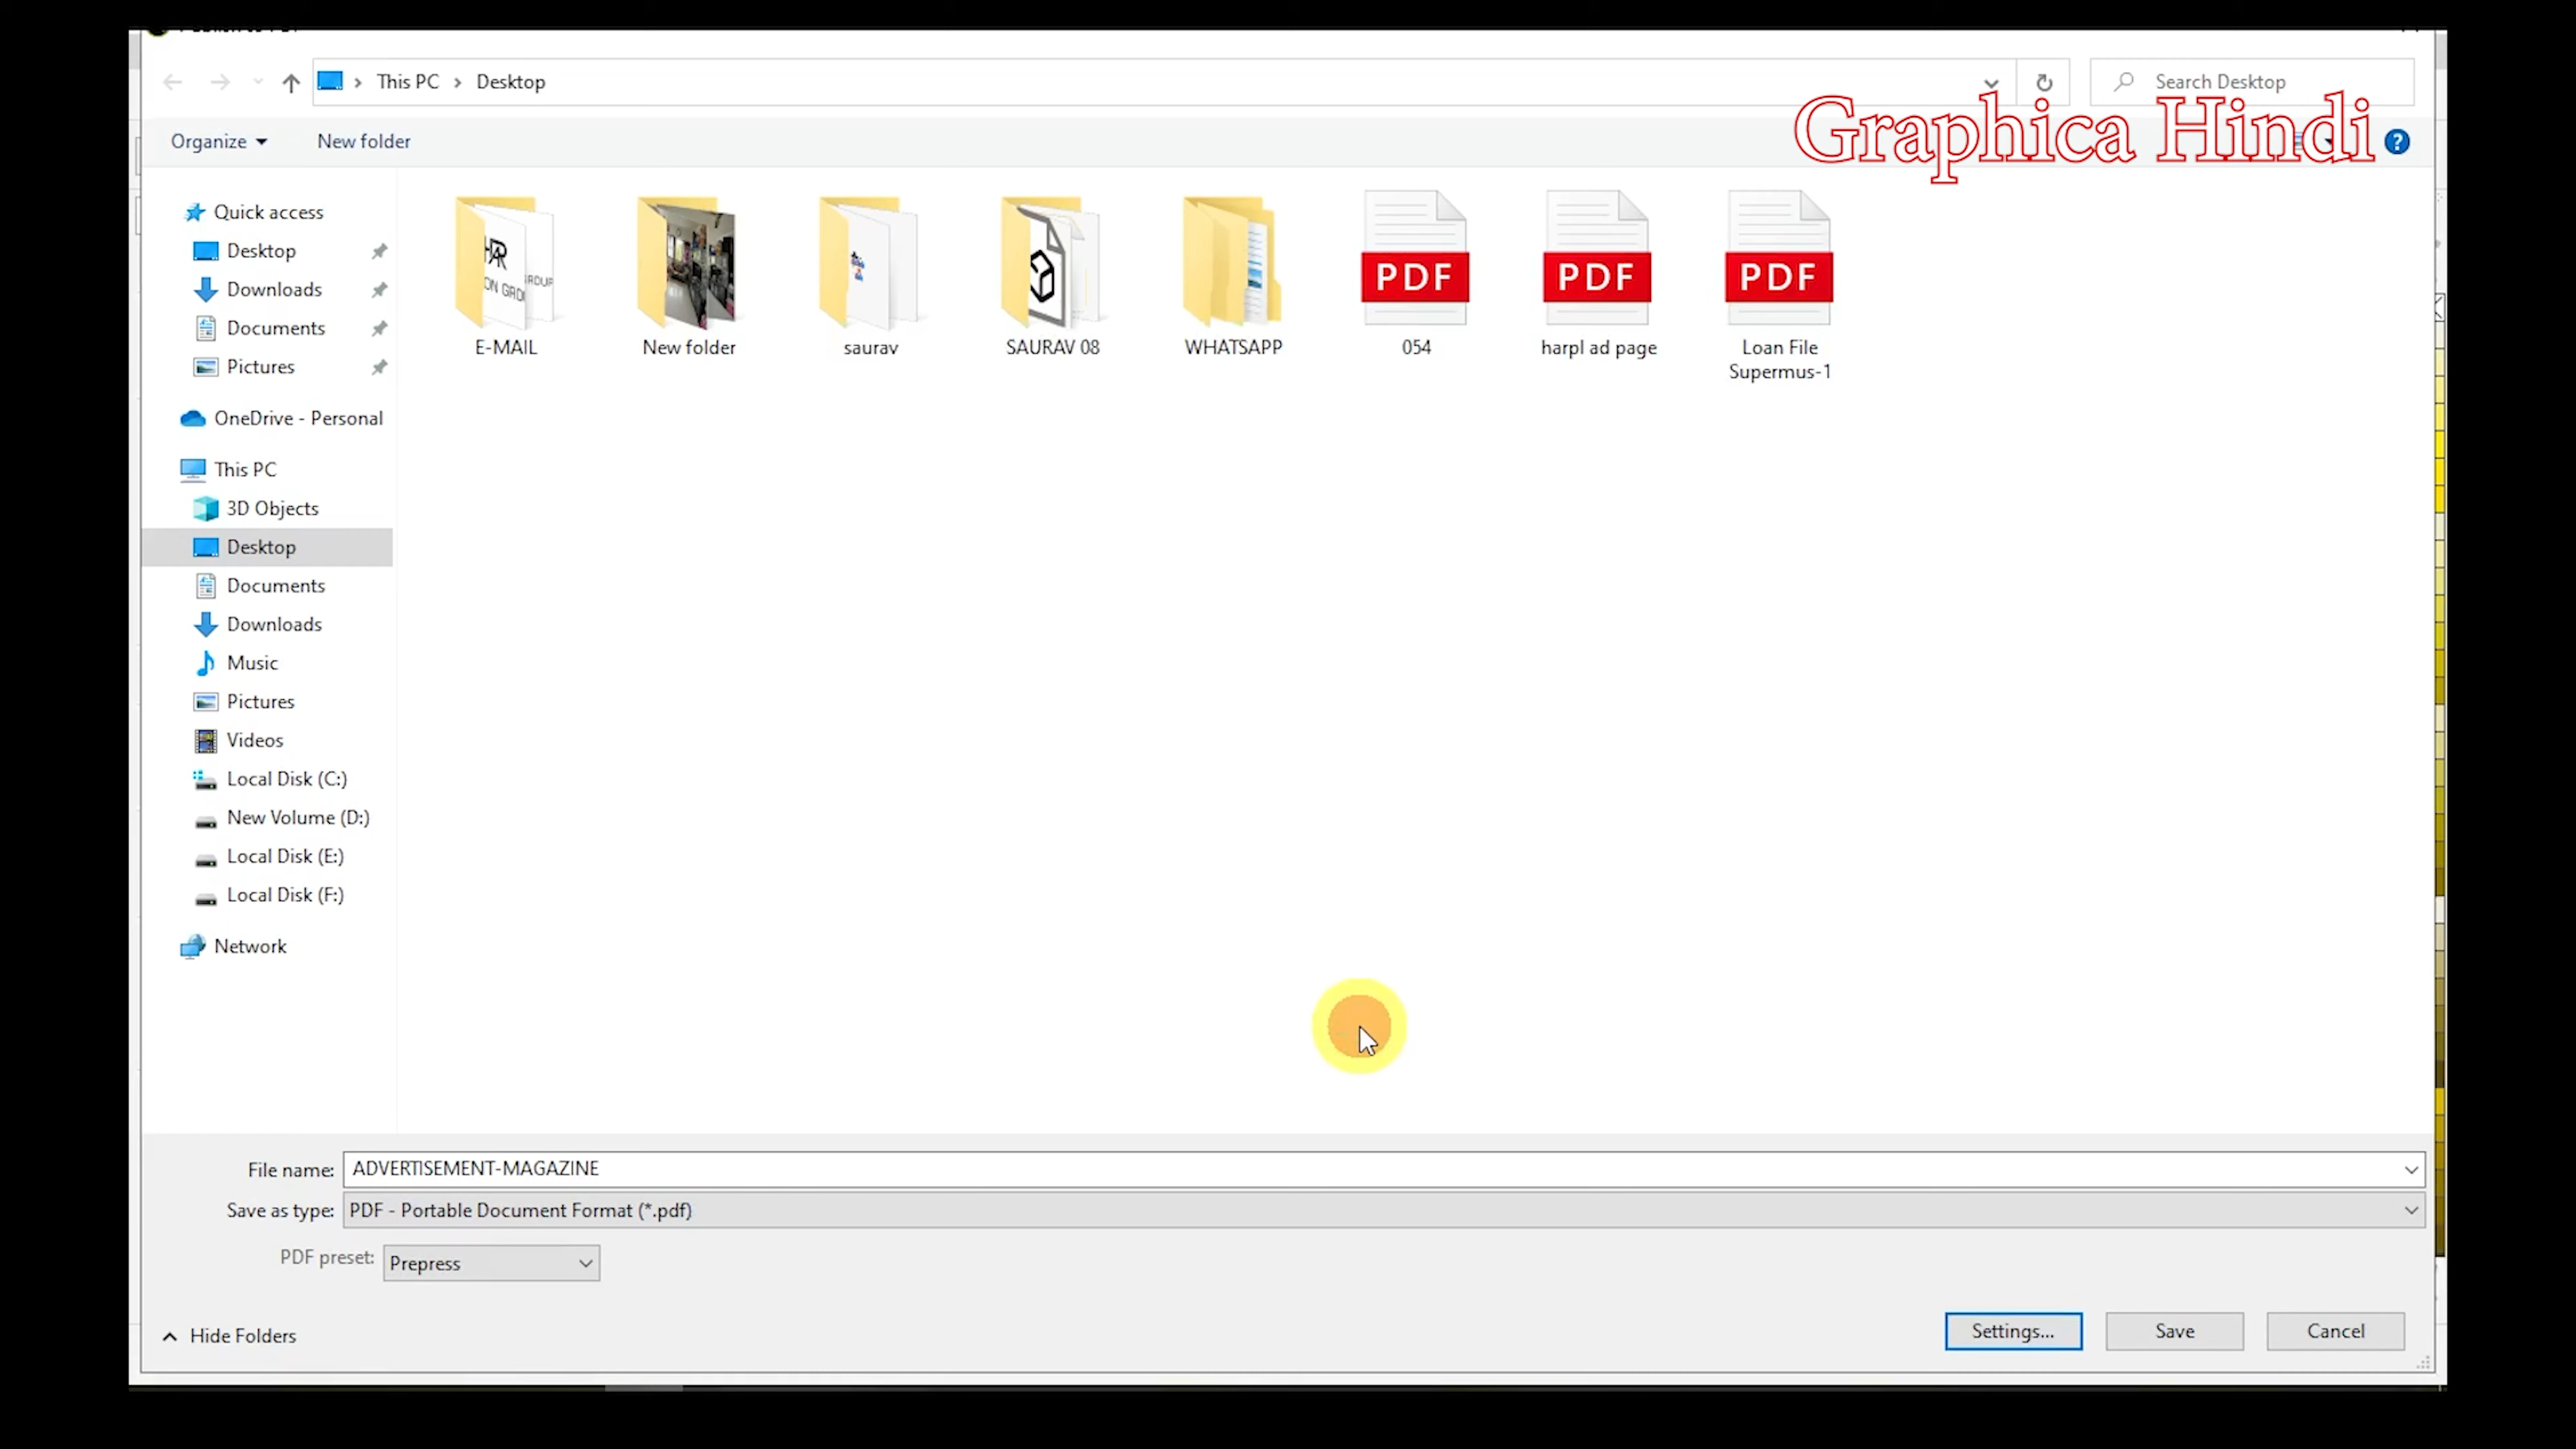 This PC
Desktop
Search Desktop
Graphica Hindi
Organize
New folder
Quick access
Desktop
Downloads
Documents
Pictures
OneDrive - Personal
This PC
3D Objects
Desktop
Documents
Downloads
Music
Pictures
Videos
Local Disk (C:)
New Volume (D:)
Local Disk (E:)
Local Disk (F:)
Network
E-MAIL
New folder
saurav
SAURAV 08
WHATSAPP
PDF
054
PDF
harpl ad page
PDF
Loan File
Supermus-1
File name: ADVERTISEMENT-MAGAZINE
Save as type: PDF - Portable Document Format (*.pdf)
PDF preset: Prepress
Hide Folders
Settings...
Save
Cancel